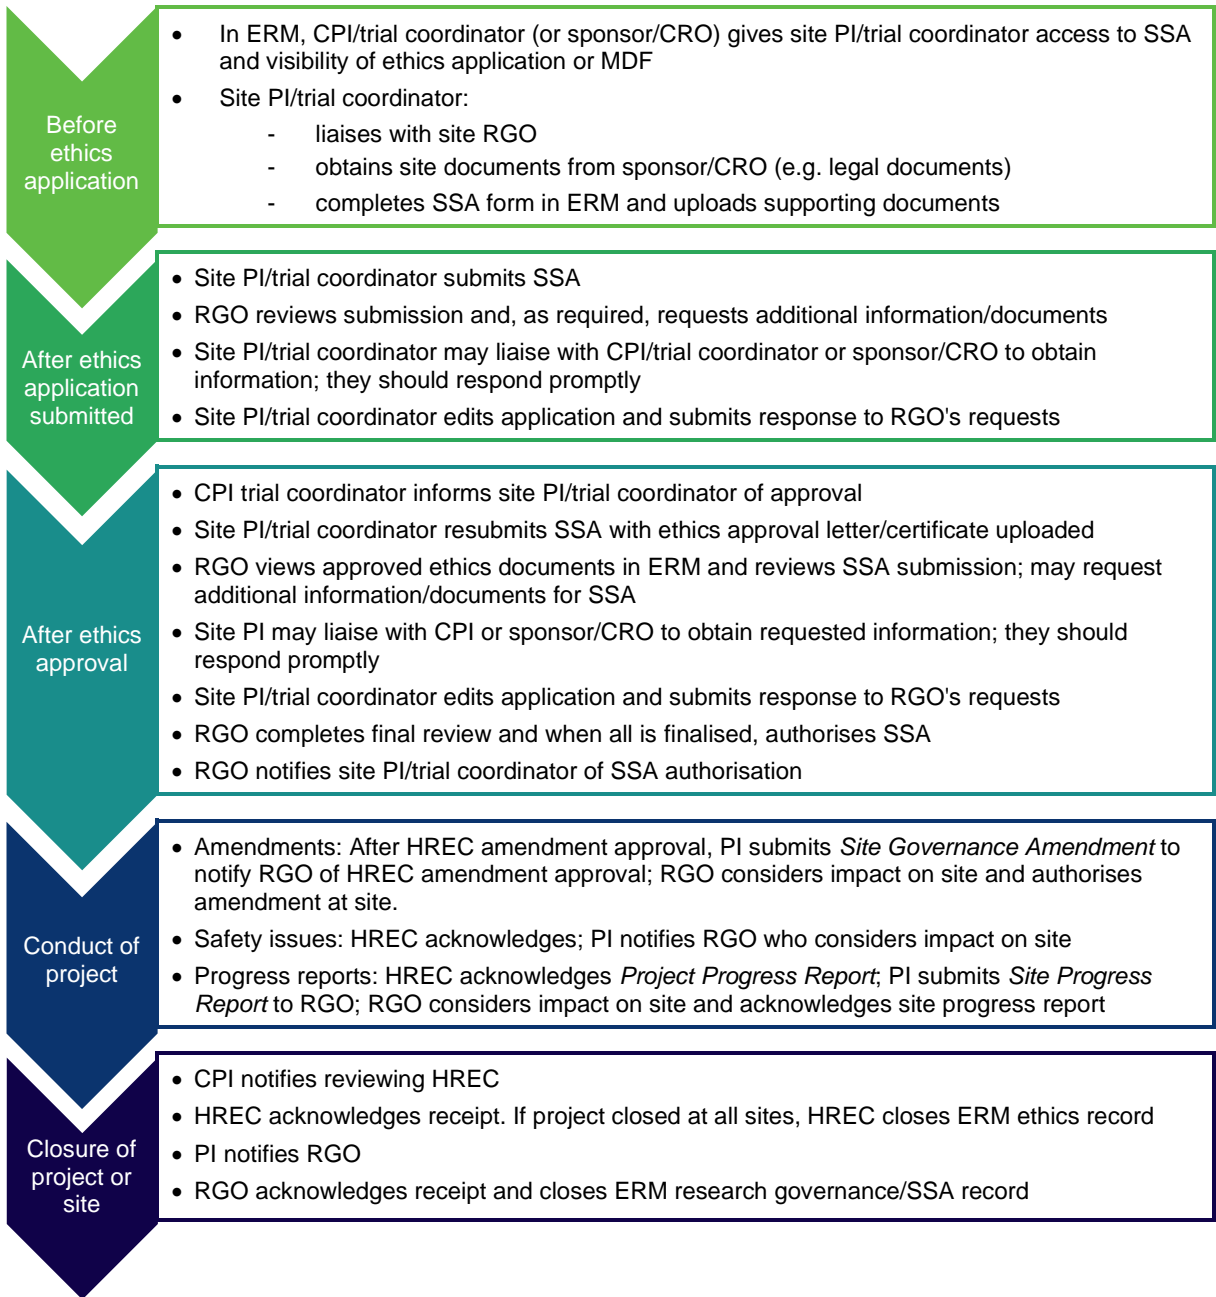 Before
ethics
application
• In ERM, CPI/trial coordinator (or sponsor/CRO) gives site PI/trial coordinator access to SSA
and visibility of ethics application or MDF
• Site PI/trial coordinator:
- liaises with site RGO
- obtains site documents from sponsor/CRO (e.g. legal documents)
- completes SSA form in ERM and uploads supporting documents
After ethics
application
submitted
• Site PI/trial coordinator submits SSA
• RGO reviews submission and, as required, requests additional information/documents
• Site PI/trial coordinator may liaise with CPI/trial coordinator or sponsor/CRO to obtain
information; they should respond promptly
• Site PI/trial coordinator edits application and submits response to RGO's requests
After ethics
approval
• CPI trial coordinator informs site PI/trial coordinator of approval
• Site PI/trial coordinator resubmits SSA with ethics approval letter/certificate uploaded
• RGO views approved ethics documents in ERM and reviews SSA submission; may request
additional information/documents for SSA
• Site PI may liaise with CPI or sponsor/CRO to obtain requested information; they should
respond promptly
• Site PI/trial coordinator edits application and submits response to RGO's requests
• RGO completes final review and when all is finalised, authorises SSA
• RGO notifies site PI/trial coordinator of SSA authorisation
Conduct of
project
• Amendments: After HREC amendment approval, PI submits Site Governance Amendment to
notify RGO of HREC amendment approval; RGO considers impact on site and authorises
amendment at site.
• Safety issues: HREC acknowledges; PI notifies RGO who considers impact on site
• Progress reports: HREC acknowledges Project Progress Report; PI submits Site Progress
Report to RGO; RGO considers impact on site and acknowledges site progress report
Closure of
project or
site
• CPI notifies reviewing HREC
• HREC acknowledges receipt. If project closed at all sites, HREC closes ERM ethics record
• PI notifies RGO
• RGO acknowledges receipt and closes ERM research governance/SSA record